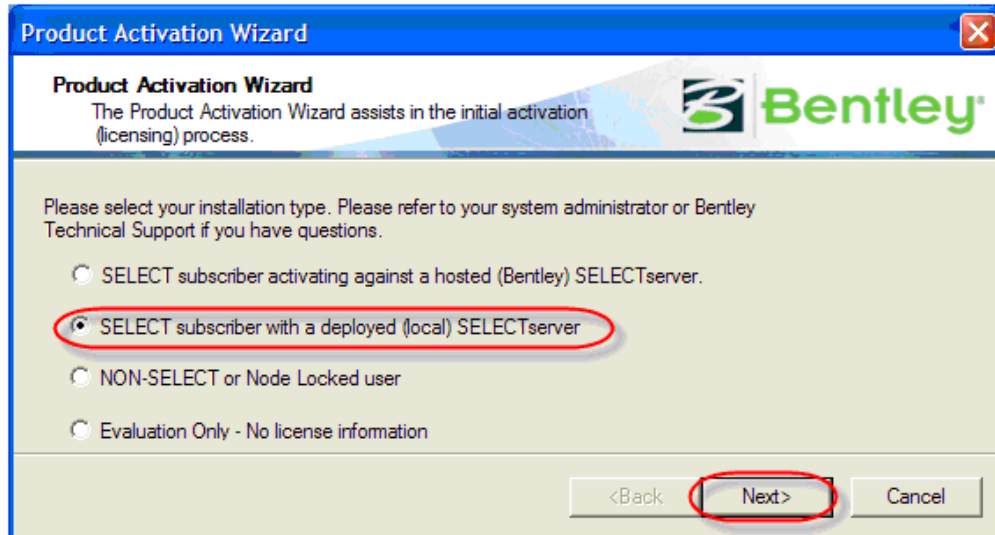 Product Activation Wizard
Product Activation Wizard
The Product Activation Wizard assists in the initial activation
(licensing) process.
Bentley
Please select your installation type. Please refer to your system administrator or Bentley
Technical Support if you have questions.
SELECT subscriber activating against a hosted (Bentley) SELECTserver.
SELECT subscriber with a deployed (local) SELECTserver
NON-SELECT or Node Locked user
Evaluation Only - No license information
<Back
Next>
Cancel